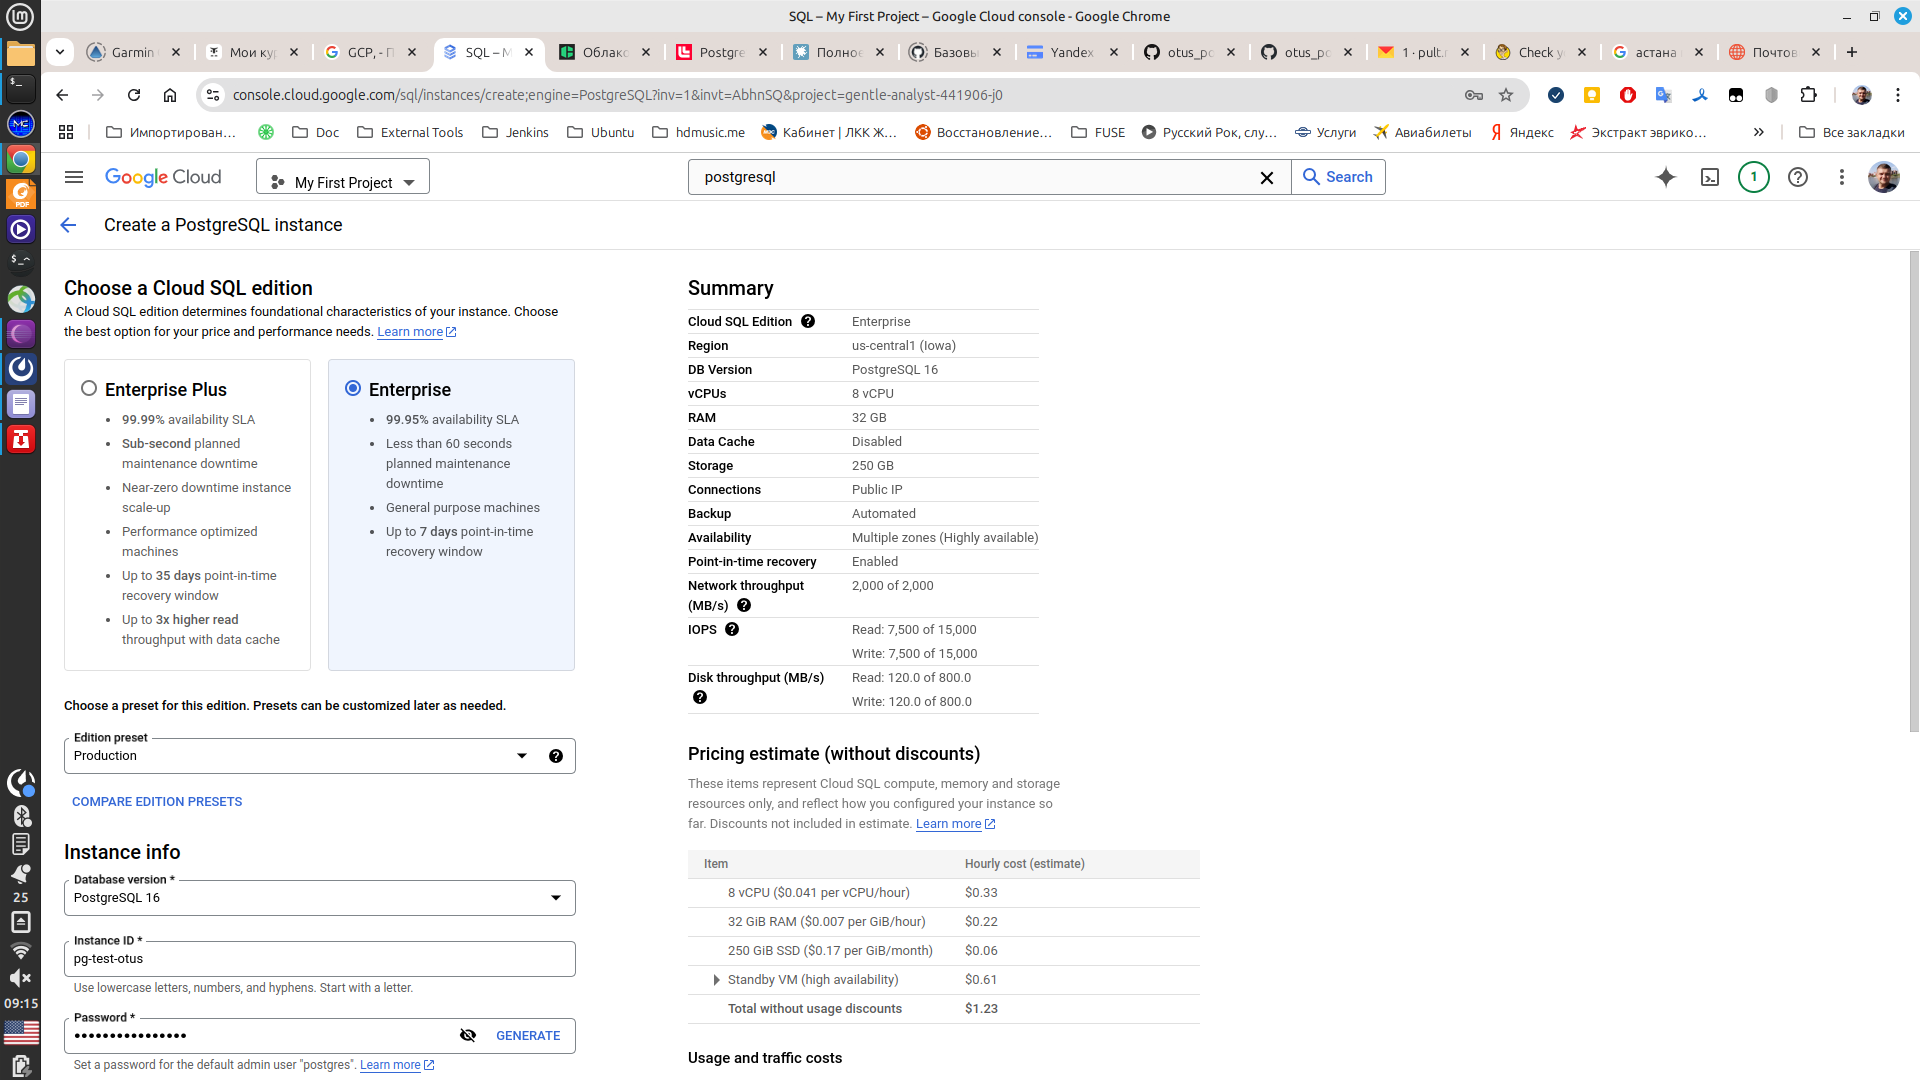 SQL – My First Project – Google Cloud console - Google Chrome
Garmin
Мои ку
GCP, - П
SQL – M
Облако
Postgre
Полное
Базовы
Yandex
otus_po
otus_po
1 · pult.r
Check y
астана
Почтов
console.cloud.google.com/sql/instances/create;engine=PostgreSQL?inv=1&invt=AbhnSQ&project=gentle-analyst-441906-j0
Импортирован…
Doc
External Tools
Jenkins
Ubuntu
hdmusic.me
Кабинет | ЛКК Ж…
Восстановление…
FUSE
Русский Рок, слу…
Услуги
Авиабилеты
Яндекс
Экстракт эврико…
Все закладки
Google Cloud
My First Project
postgresql
Search
1
Create a PostgreSQL instance
Choose a Cloud SQL edition
A Cloud SQL edition determines foundational characteristics of your instance. Choose
the best option for your price and performance needs. Learn more
Enterprise Plus
99.99% availability SLA
Sub-second planned
maintenance downtime
Near-zero downtime instance
scale-up
Performance optimized
machines
Up to 35 days point-in-time
recovery window
Up to 3x higher read
throughput with data cache
Enterprise
99.95% availability SLA
Less than 60 seconds
planned maintenance
downtime
General purpose machines
Up to 7 days point-in-time
recovery window
Choose a preset for this edition. Presets can be customized later as needed.
Edition preset
Production
COMPARE EDITION PRESETS
Instance info
Database version *
PostgreSQL 16
Instance ID *
pg-test-otus
Use lowercase letters, numbers, and hyphens. Start with a letter.
Password *
••••••••••••••••
GENERATE
Set a password for the default admin user "postgres". Learn more
Summary
Cloud SQL Edition Enterprise
Region us-central1 (Iowa)
DB Version PostgreSQL 16
vCPUs 8 vCPU
RAM 32 GB
Data Cache Disabled
Storage 250 GB
Connections Public IP
Backup Automated
Availability Multiple zones (Highly available)
Point-in-time recovery Enabled
Network throughput 2,000 of 2,000
(MB/s)
IOPS Read: 7,500 of 15,000
Write: 7,500 of 15,000
Disk throughput (MB/s) Read: 120.0 of 800.0
Write: 120.0 of 800.0
Pricing estimate (without discounts)
These items represent Cloud SQL compute, memory and storage
resources only, and reflect how you configured your instance so
far. Discounts not included in estimate. Learn more
Item Hourly cost (estimate)
8 vCPU ($0.041 per vCPU/hour) $0.33
32 GiB RAM ($0.007 per GiB/hour) $0.22
250 GiB SSD ($0.17 per GiB/month) $0.06
Standby VM (high availability) $0.61
Total without usage discounts $1.23
Usage and traffic costs
PDF
25
09:15